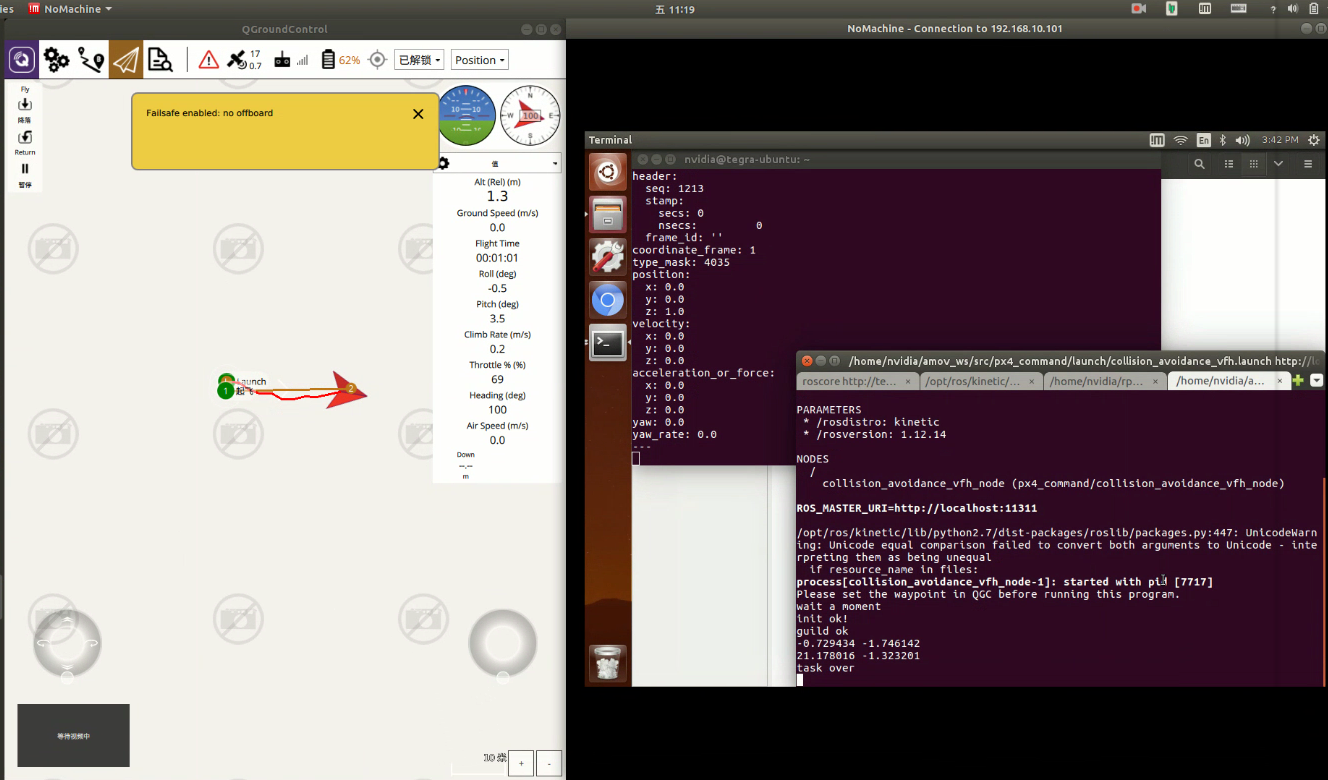 ies NoMachine
五 11:19
QGroundControl
NoMachine - Connection to 192.168.10.101
17
0.7
62%
已解锁
Position
Fly
降落
Return
暂停
Failsafe enabled: no offboard
10 10
10 10
N
W 100 E
S
值
Alt (Rel) (m)
1.3
Ground Speed (m/s)
0.0
Flight Time
00:01:01
Roll (deg)
-0.5
Pitch (deg)
3.5
Climb Rate (m/s)
0.2
Throttle % (%)
69
Heading (deg)
100
Air Speed (m/s)
0.0
Down
--.--
m
Launch
1
2
10
+ -
等待视频中
Terminal
En
3:42 PM
nvidia@tegra-ubuntu: ~
header:
seq: 1213
stamp:
secs: 0
nsecs: 0
frame_id: ''
coordinate_frame: 1
type_mask: 4035
position:
x: 0.0
y: 0.0
z: 1.0
velocity:
x: 0.0
y: 0.0
z: 0.0
acceleration_or_force:
x: 0.0
y: 0.0
z: 0.0
yaw: 0.0
yaw_rate: 0.0
---
/home/nvidia/amov_ws/src/px4_command/launch/collision_avoidance_vfh.launch http://l
roscore http://te... × /opt/ros/kinetic/... × /home/nvidia/rp... × /home/nvidia/a... ×
PARAMETERS
* /rosdistro: kinetic
* /rosversion: 1.12.14
NODES
/
collision_avoidance_vfh_node (px4_command/collision_avoidance_vfh_node)
ROS_MASTER_URI=http://localhost:11311
/opt/ros/kinetic/lib/python2.7/dist-packages/roslib/packages.py:447: UnicodeWarn
ing: Unicode equal comparison failed to convert both arguments to Unicode - inte
rpreting them as being unequal
if resource_name in files:
process[collision_avoidance_vfh_node-1]: started with pid [7717]
Please set the waypoint in QGC before running this program.
wait a moment
init ok!
guild ok
-0.729434 -1.746142
21.178016 -1.323201
task over